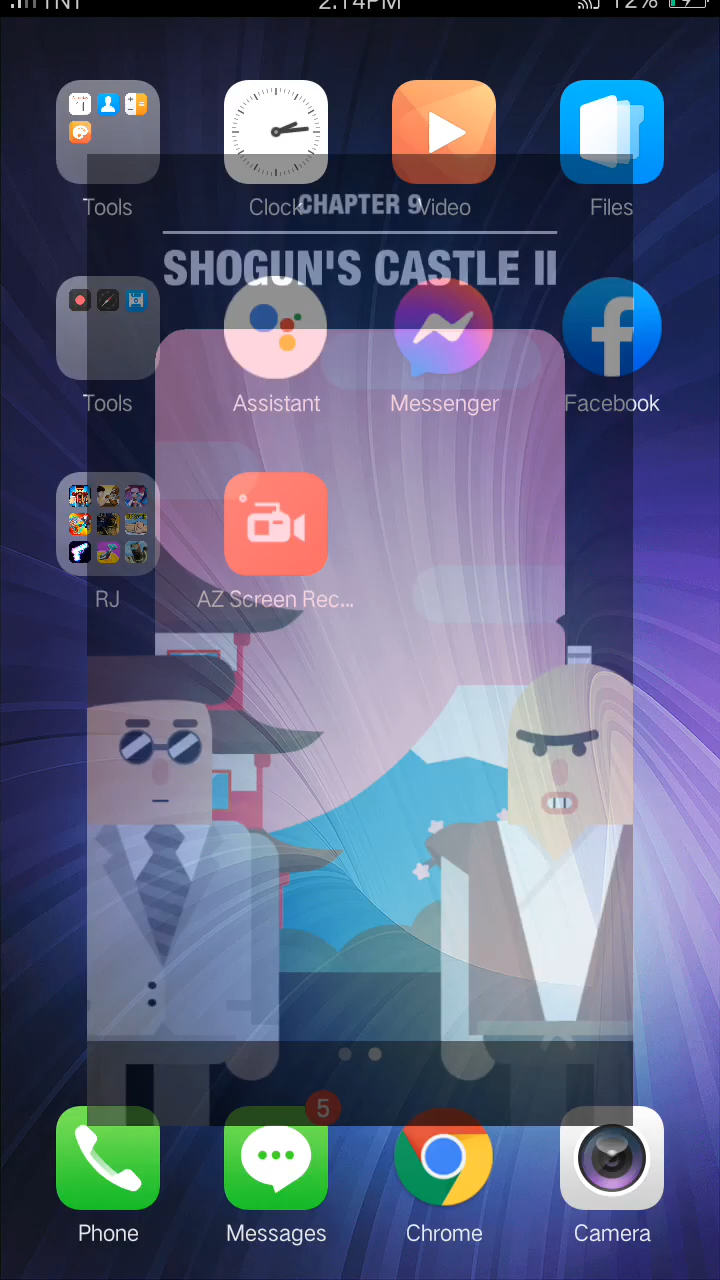 TNT 2:14PM 12%
Tools Clock Video Files
CHAPTER 9
SHOGUN'S CASTLE II
Tools Assistant Messenger Facebook
RJ AZ Screen Rec...
5
Phone Messages Chrome Camera